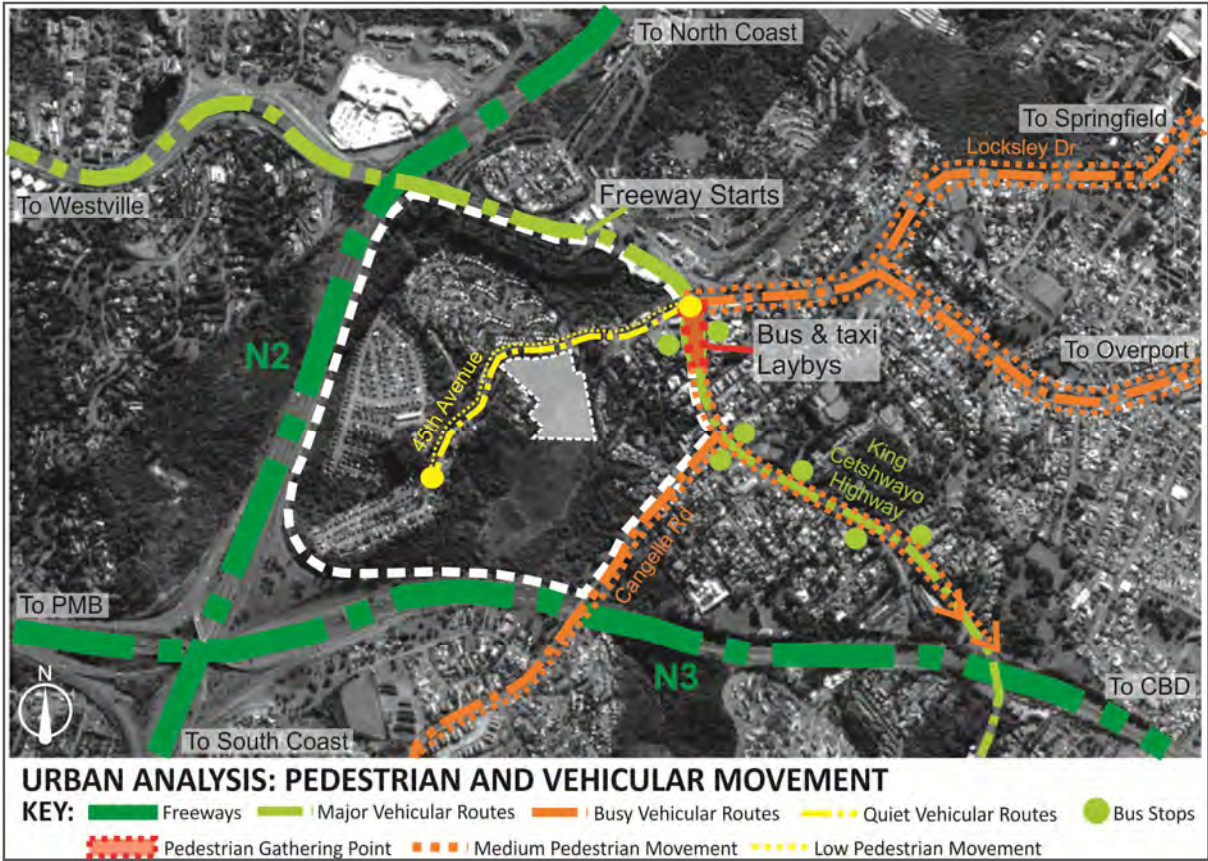 To North Coast
To Springfield
Locksley Dr
To Westville
Freeway Starts
N2
Bus & taxi
Laybys
To Overport
45th Avenue
King
Cetshwayo
Highway
Cangella Rd
To PMB
N3
To CBD
N
To South Coast
URBAN ANALYSIS: PEDESTRIAN AND VEHICULAR MOVEMENT
KEY: Freeways Major Vehicular Routes Busy Vehicular Routes Quiet Vehicular Routes Bus Stops
Pedestrian Gathering Point Medium Pedestrian Movement Low Pedestrian Movement